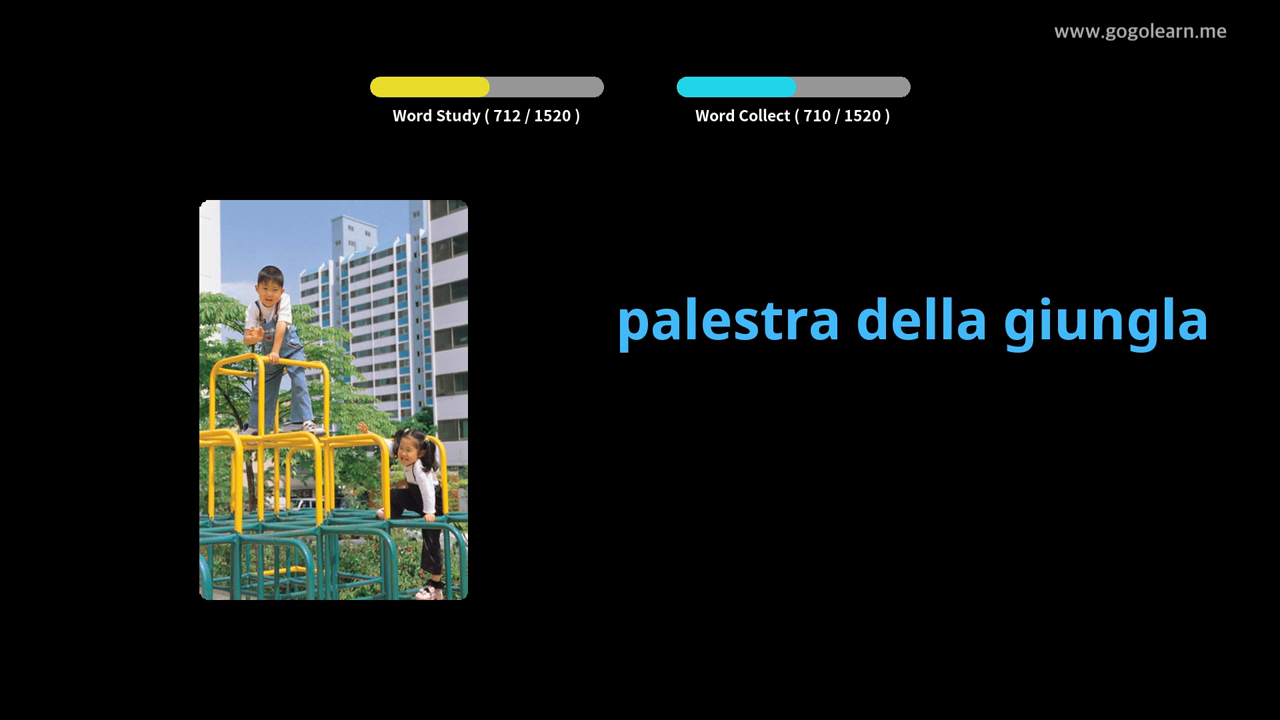 www.gogolearn.me
Word Study ( 712 / 1520 )
Word Collect ( 710 / 1520 )
palestra della giungla